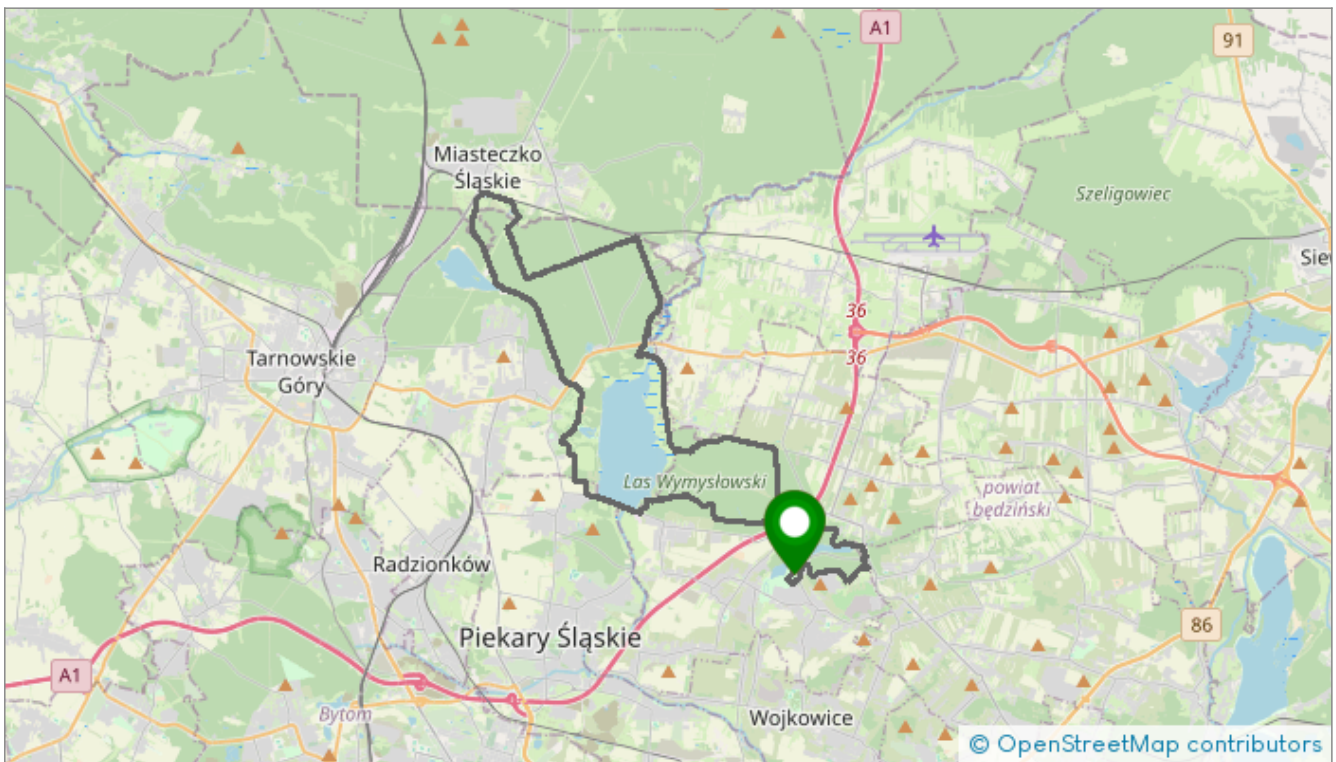 A1
91
Miasteczko
Śląskie
Szeligowiec
Siew
36
36
Tarnowskie
Góry
Las Wymysłowski
powiat
będziński
Radzionków
Piekary Śląskie
86
A1
Bytom
Wojkowice
© OpenStreetMap contributors